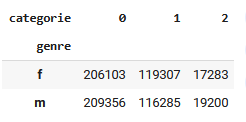 categorie 0 1 2
genre
f 206103 119307 17283
m 209356 116285 19200